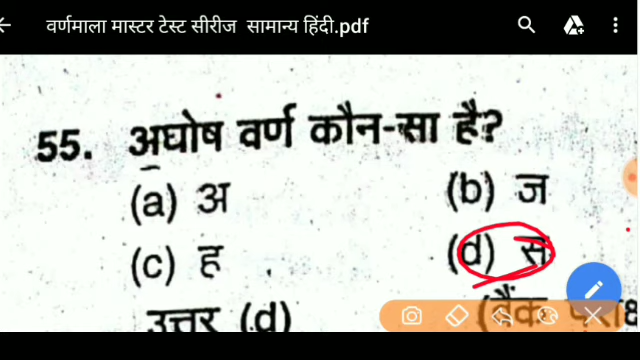 वर्णमाला मास्टर टेस्ट सीरीज सामान्य हिंदी.pdf
55. अघोष वर्ण कौन-सा है?
(a) अ (b) ज
(c) ह (d) स
उत्तर (d) (बैंक